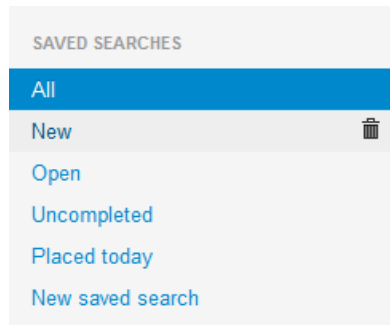 SAVED SEARCHES
All
New
Open
Uncompleted
Placed today
New saved search